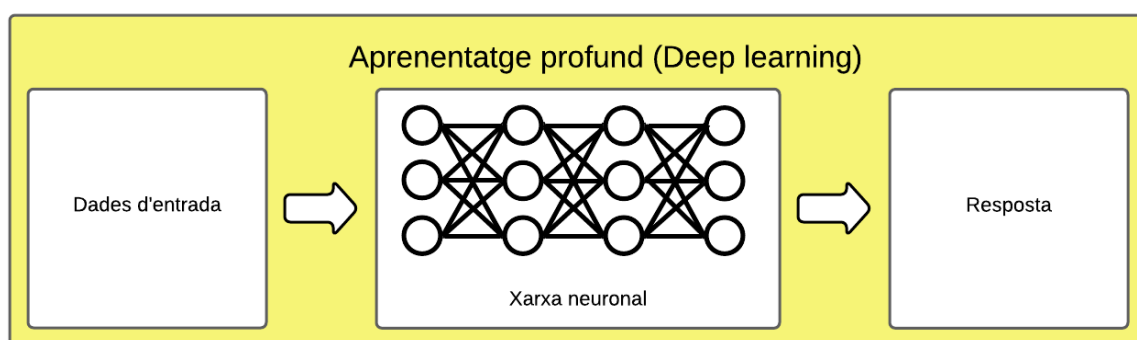 Aprenentatge profund (Deep learning)
Dades d'entrada
Xarxa neuronal
Resposta